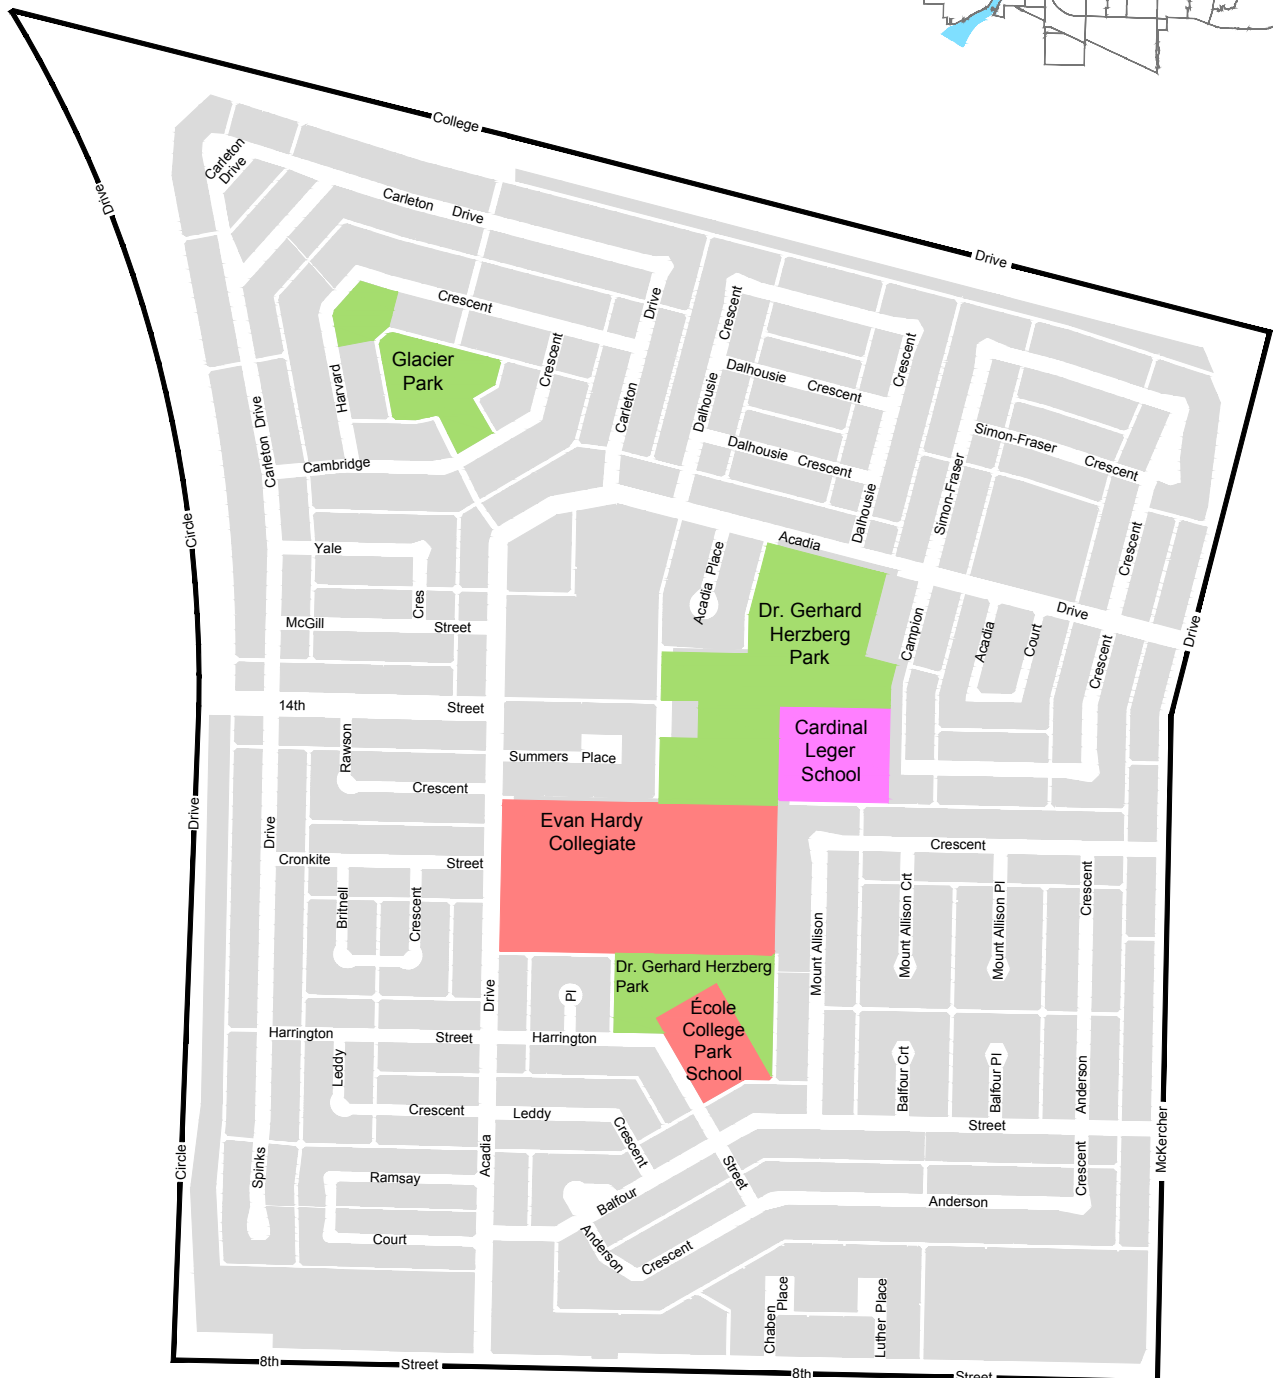 College
Drive
Carleton
Drive
Carleton Drive
Drive
Drive
Crescent
Drive
Crescent
Glacier
Park
Crescent
Crescent
Dalhousie Crescent
Harvard
Carleton
Dalhousie
Carleton Drive
Simon-Fraser Crescent
Dalhousie Crescent
Cambridge
Simon-Fraser
Dalhousie
Circle
Acadia
Yale
Crescent
Acadia Place
Cres
Dr. Gerhard
Herzberg
Park
Drive
McGill Street
Campion
Acadia
Court
Drive
Crescent
14th Street
Rawson
Summers Place
Cardinal
Leger
School
Crescent
Drive
Evan Hardy
Collegiate
Drive
Crescent
Cronkite Street
Britnell
Crescent
Mount Allison Crt
Mount Allison Pl
Crescent
Mount Allison
Dr. Gerhard Herzberg
Park
Drive
Pl
École
College
Park
School
Harrington Street Harrington
Leddy
Balfour Crt
Balfour Pl
Anderson
Crescent Leddy
Crescent
Street
McKercher
Circle
Spinks
Acadia
Street
Crescent
Ramsay
Balfour
Anderson
Court
Anderson
Crescent
Chaben
Place
Luther Place
8th Street
8th Street